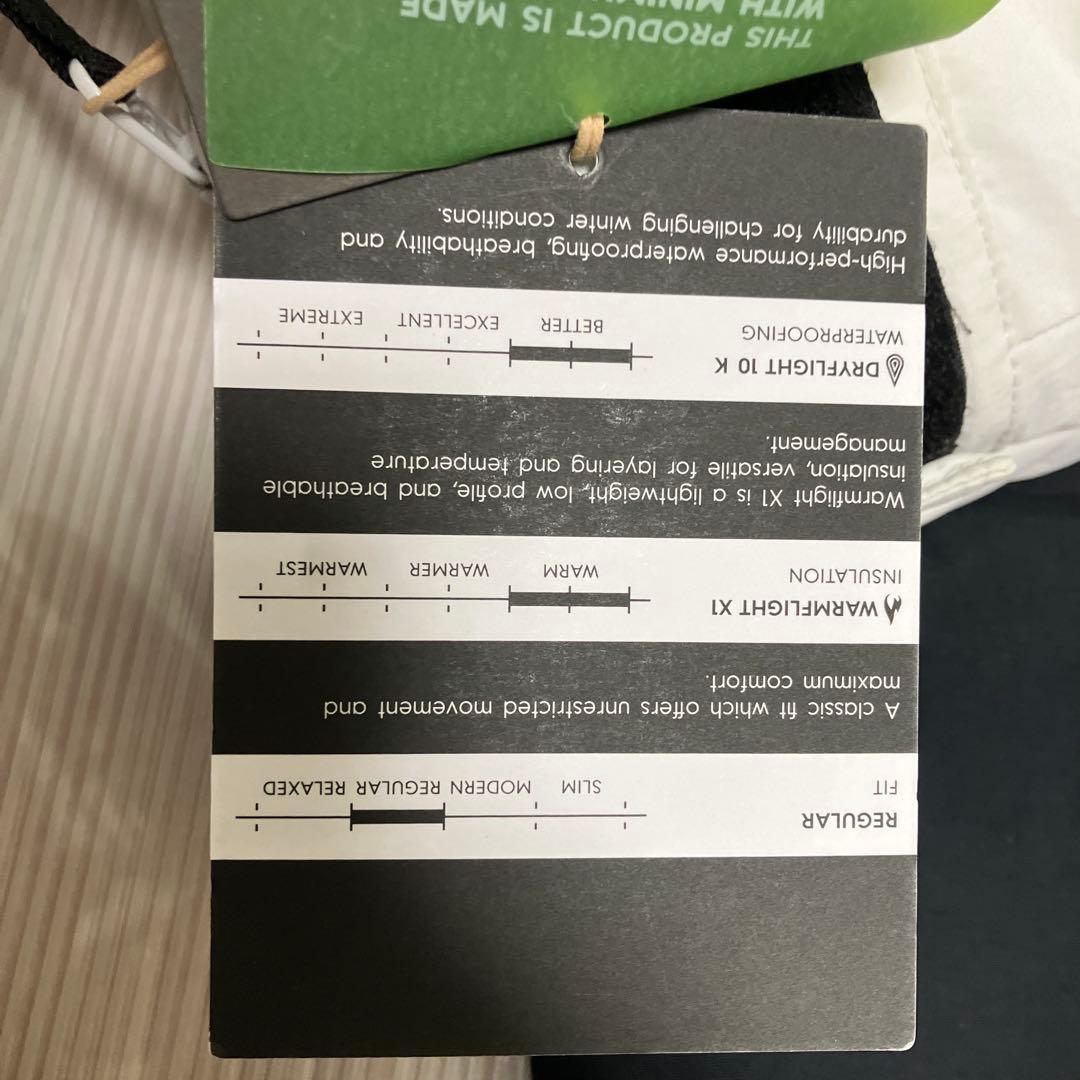 REGULAR
FIT
SLIM MODERN REGULAR RELAXED
A classic fit which offers unrestricted movement and
maximum comfort.
WARMFLIGHT X1
INSULATION
WARM WARMER WARMEST
Warmflight X1 is a lightweight, low profile, and breathable
insulation, versatile for layering and temperature
management.
DRYFLIGHT 10 K
WATERPROOFING
BETTER EXCELLENT EXTREME
High-performance waterproofing, breathability and
durability for challenging winter conditions.
THIS PRODUCT IS MADE
WITH